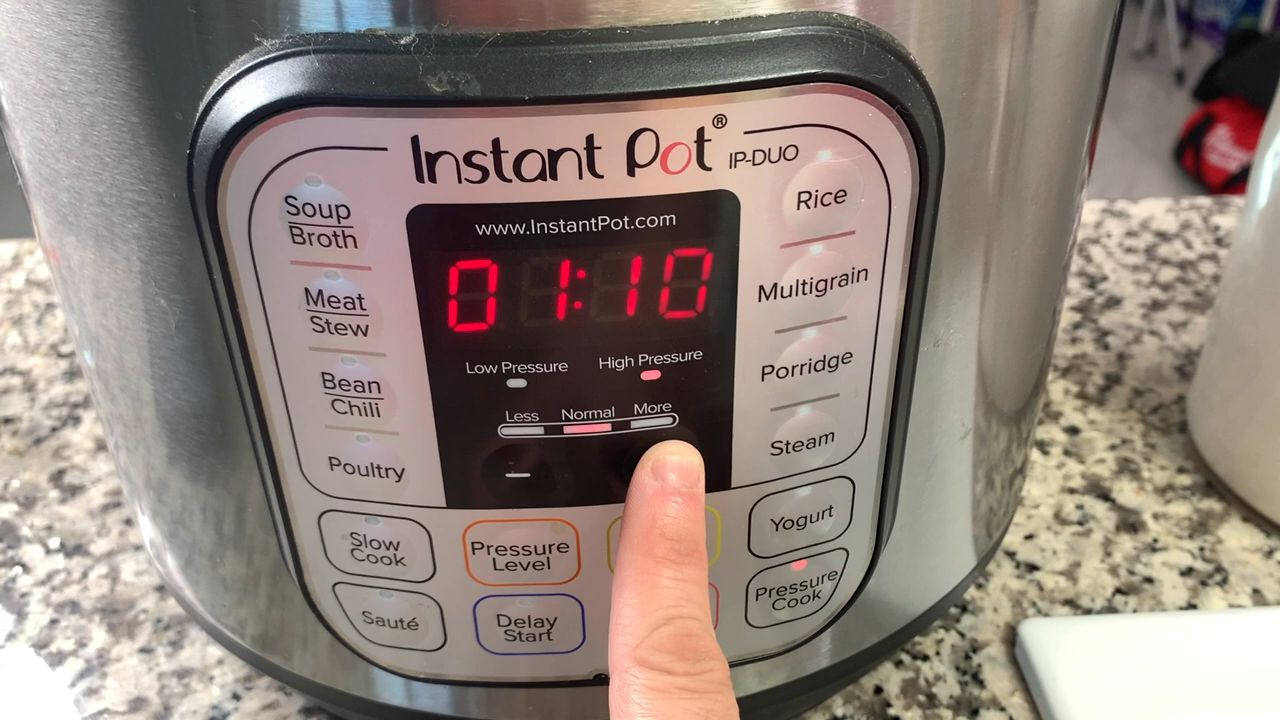 Instant Pot® IP-DUO
www.InstantPot.com
01:10
Low Pressure
High Pressure
Less
Normal
More
−
Soup
Broth
Meat
Stew
Bean
Chili
Poultry
Rice
Multigrain
Porridge
Steam
Slow
Cook
Pressure
Level
Yogurt
Sauté
Delay
Start
Pressure
Cook